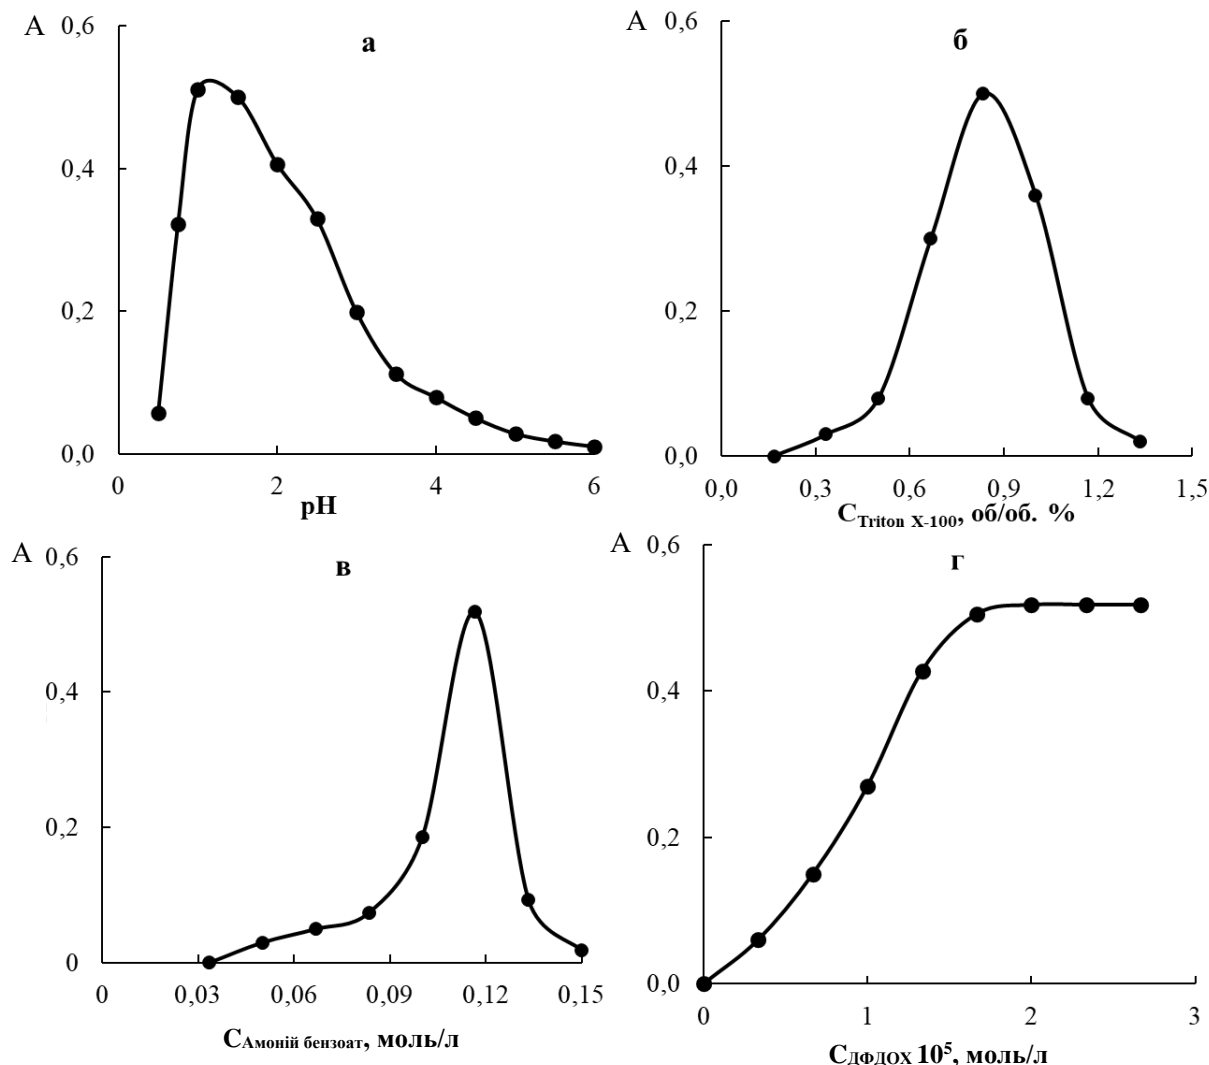 А 0,6 а
0,4
0,2
0,0
0 2 4 6
pH
А 0,6 б
0,4
0,2
0,0
0,0 0,3 0,6 0,9 1,2 1,5
C Triton X-100, об/об. %
А 0,6 в
0,4
0,2
0
0 0,03 0,06 0,09 0,12 0,15
С Амоній бензоат, моль/л
А 0,6 г
0,4
0,2
0,0
0 1 2 3
С ДФДОХ 10⁵, моль/л